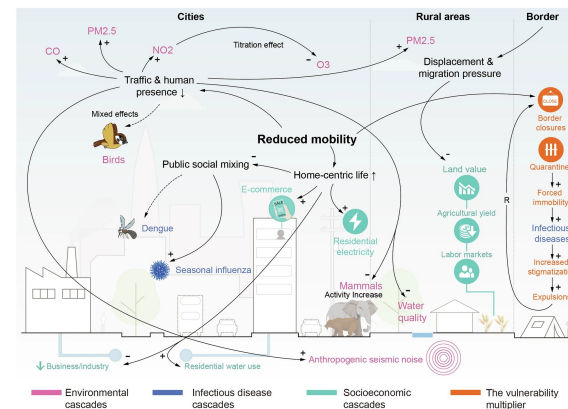 Cities
Rural areas
Border
PM2.5
CO
NO2
Titration effect
O3
PM2.5
Displacement &
migration pressure
Traffic & human
presence ↓
Mixed effects
Birds
Reduced mobility
Public social mixing
Home-centric life ↑
E-commerce
SALE
Residential
electricity
Dengue
Seasonal influenza
Mammals
Activity Increase
Water
quality
Land value
Agricultural yield
Labor markets
CLOSE
Border
closures
Quarantine
Forced
immobility
R
Infectious
diseases
Increased
stigmatization
Expulsions
↓ Business/industry
Residential water use
Anthropogenic seismic noise
Environmental
cascades
Infectious disease
cascades
Socioeconomic
cascades
The vulnerability
multiplier